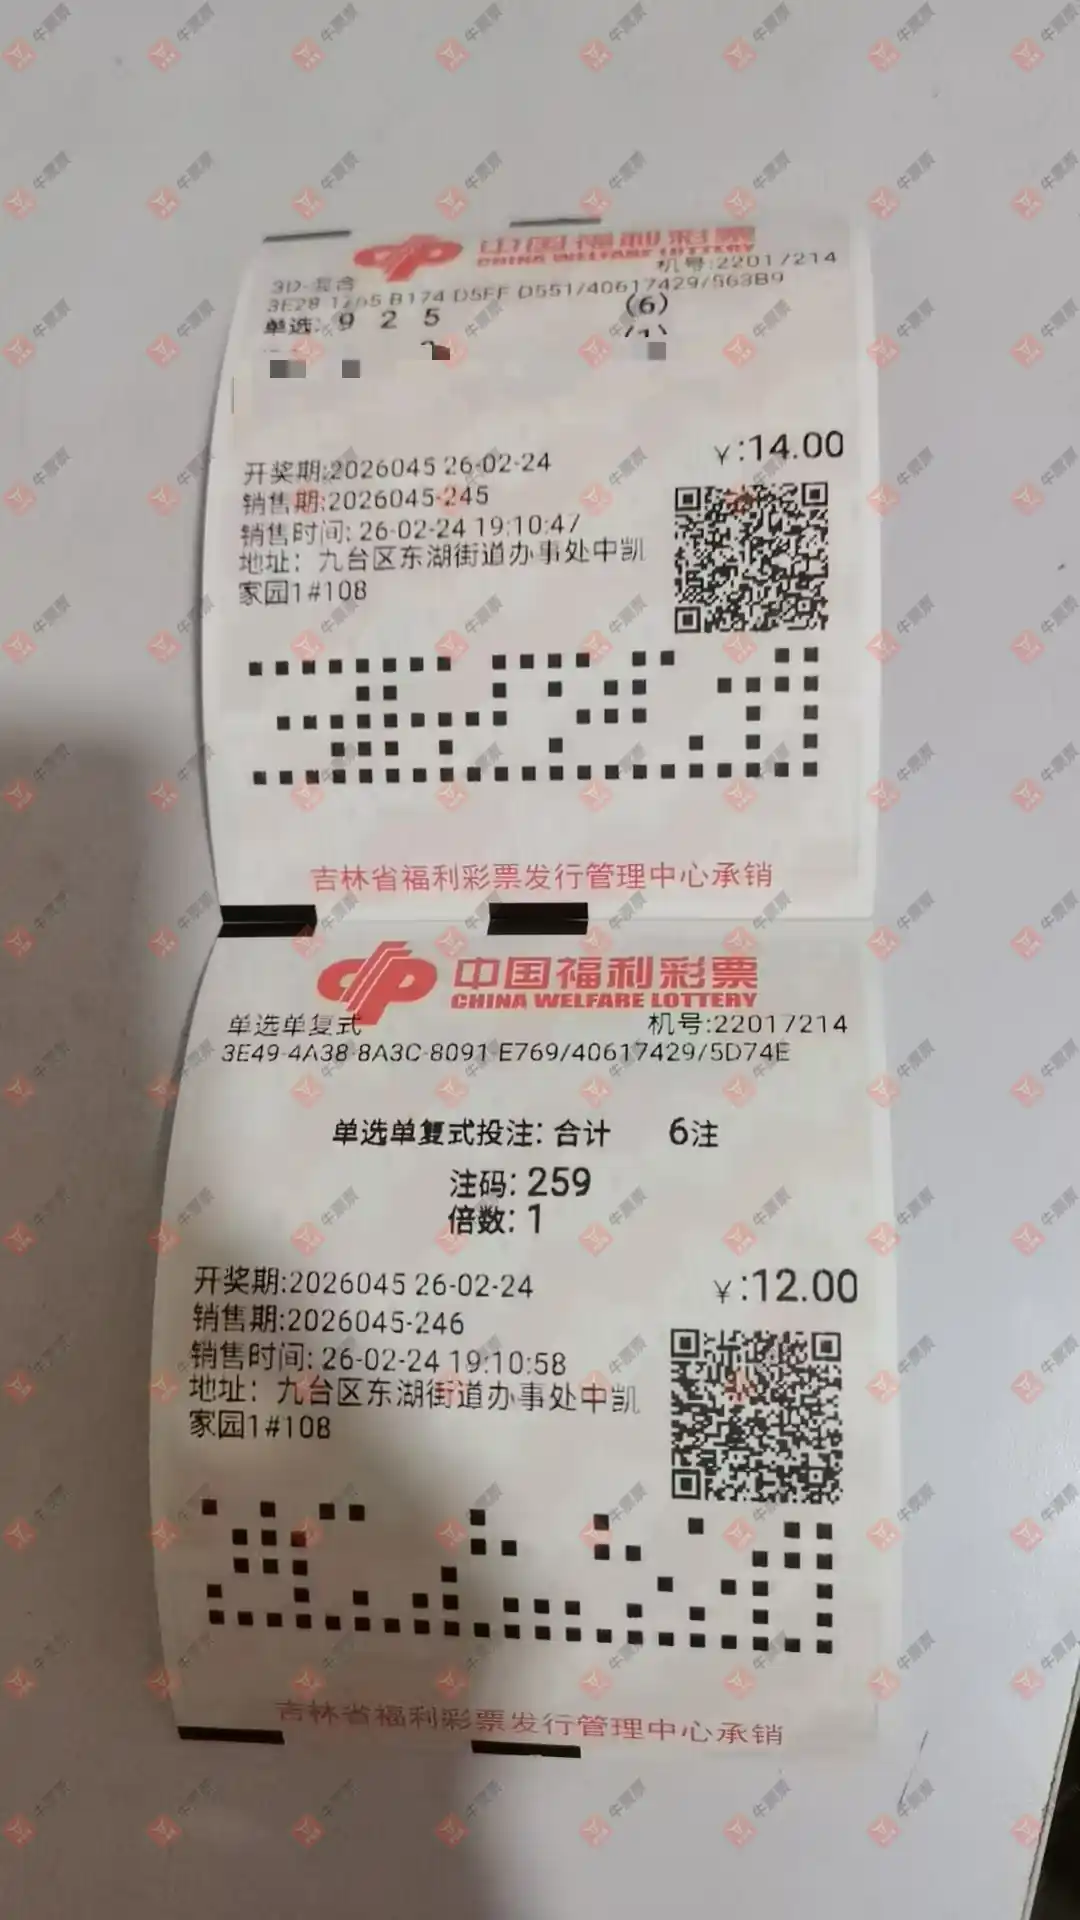 中国福利彩票
CHINA WELFARE LOTTERY
3D-复合
机号:22017214
3E28 1765 B174 D5FF D551/40617429/563B9
单选: 9 2 5 (6)
(1)
¥:14.00
开奖期:2026045 26-02-24
销售期:2026045-245
销售时间: 26-02-24 19:10:47
地址: 九台区东湖街道办事处中凯
家园1#108
吉林省福利彩票发行管理中心承销
中国福利彩票
CHINA WELFARE LOTTERY
单选单复式
机号:22017214
3E49-4A38-8A3C-8091-E769/40617429/5D74E
单选单复式投注: 合计 6注
注码: 259
倍数: 1
开奖期:2026045 26-02-24
¥:12.00
销售期:2026045-246
销售时间: 26-02-24 19:10:58
地址: 九台区东湖街道办事处中凯
家园1#108
吉林省福利彩票发行管理中心承销
牛票票